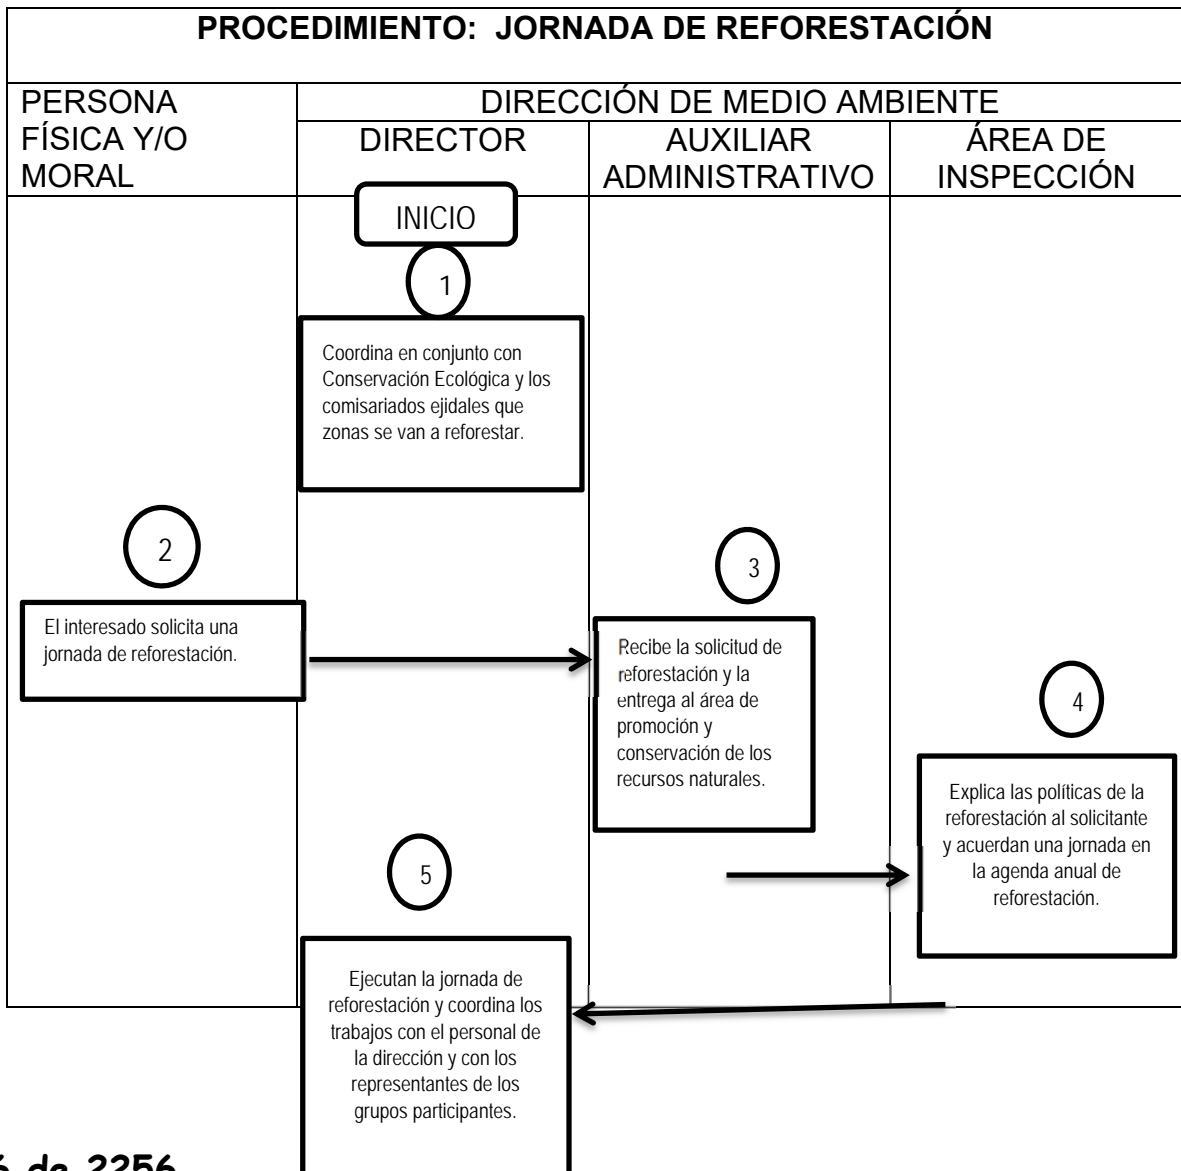 PROCEDIMIENTO: JORNADA DE REFORESTACIÓN
PERSONA
FÍSICA Y/O
MORAL
DIRECCIÓN DE MEDIO AMBIENTE
DIRECTOR
AUXILIAR
ADMINISTRATIVO
ÁREA DE
INSPECCIÓN
INICIO
1
Coordina en conjunto con
Conservación Ecológica y los
comisariados ejidales que
zonas se van a reforestar.
2
El interesado solicita una
jornada de reforestación.
3
Recibe la solicitud de
reforestación y la
entrega al área de
promoción y
conservación de los
recursos naturales.
4
Explica las políticas de la
reforestación al solicitante
y acuerdan una jornada en
la agenda anual de
reforestación.
5
Ejecutan la jornada de
reforestación y coordina los
trabajos con el personal de
la dirección y con los
representantes de los
grupos participantes.
de 2256